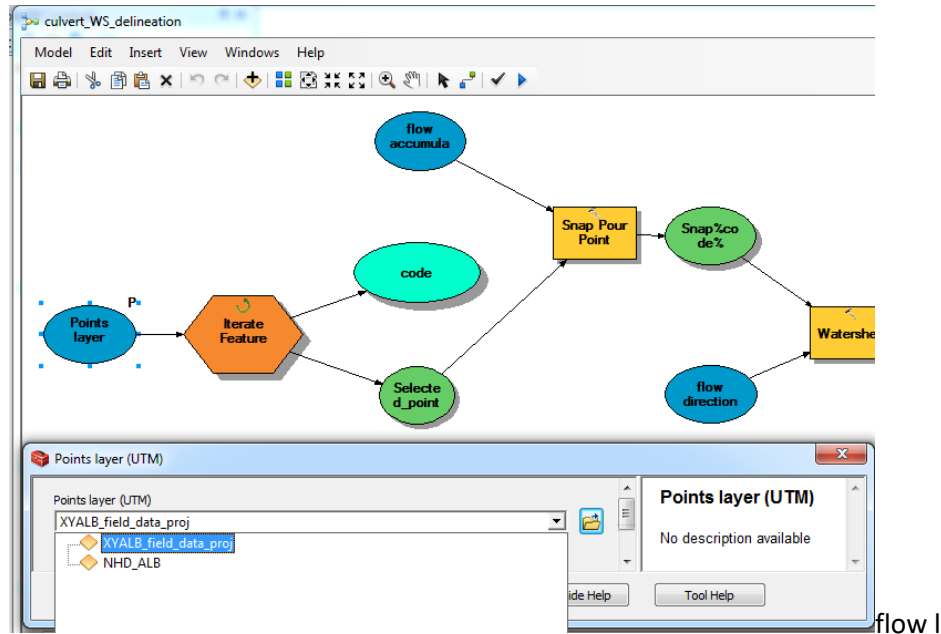 culvert_WS_delineation
Model Edit Insert View Windows Help
flow
accumula
Snap Pour
Point
Snap%co
de%
code
P
Points
layer
Iterate
Feature
Watershe
Selecte
d_point
flow
direction
Points layer (UTM)
Points layer (UTM)
XYALB_field_data_proj
XYALB_field_data_proj
NHD_ALB
Points layer (UTM)
No description available
ide Help
Tool Help
flow l